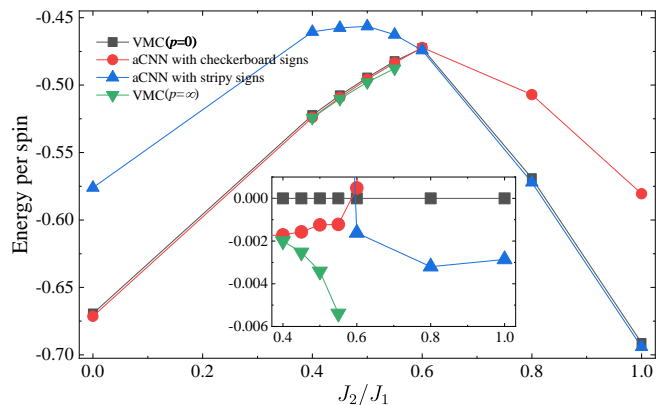 -0.45
-0.50
-0.55
-0.60
-0.65
-0.70
Energy per spin
VMC(p=0)
aCNN with checkerboard signs
aCNN with stripy signs
VMC(p=∞)
0.000
-0.002
-0.004
-0.006
0.4 0.6 0.8 1.0
0.0 0.2 0.4 0.6 0.8 1.0
J2/J1